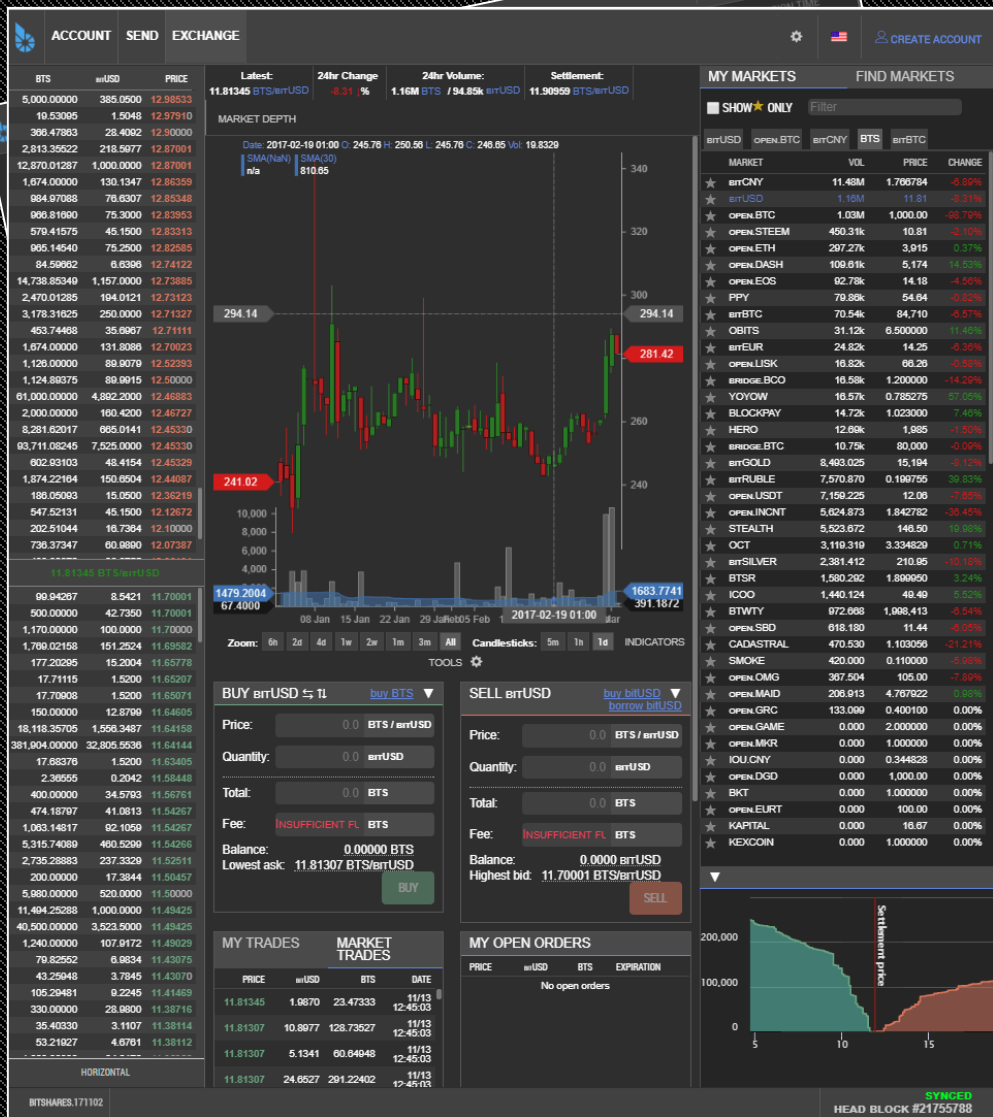 ACCOUNT SEND EXCHANGE CREATE ACCOUNT
BTS BITUSD PRICE
5,000.00000 385.0500 12.98533
19.53095 1.5048 12.97910
366.47863 28.4092 12.90000
2,813.35522 218.5977 12.87001
12,870.01287 1,000.0000 12.87001
1,674.00000 130.1347 12.86359
984.97088 76.6307 12.85348
966.81690 75.3000 12.83953
579.41575 45.1500 12.83313
965.14540 75.2500 12.82585
84.59662 6.6396 12.74122
14,738.85349 1,157.0000 12.73885
2,470.01285 194.0121 12.73123
3,178.31625 250.0000 12.71327
453.74468 35.6967 12.71111
1,674.00000 131.8086 12.70023
1,126.00000 89.9079 12.52393
1,124.89375 89.9915 12.50000
61,000.00000 4,892.2000 12.46883
2,000.00000 160.4200 12.46727
8,281.62017 665.0141 12.45330
93,711.08245 7,525.0000 12.45330
602.93103 48.4154 12.45329
1,874.22164 150.6504 12.44087
186.05093 15.0500 12.36219
547.52131 45.1500 12.12672
202.51044 16.7364 12.10000
736.37347 60.9890 12.07387
11.81345 BTS/BITUSD
99.94267 8.5421 11.70001
500.00000 42.7350 11.70001
1,170.00000 100.0000 11.70000
1,769.02158 151.2524 11.69582
177.20295 15.2004 11.65778
17.71115 1.5200 11.65207
17.70908 1.5200 11.65071
150.00000 12.8799 11.64605
18,118.35705 1,556.3487 11.64158
381,904.00000 32,805.5536 11.64144
17.68376 1.5200 11.63405
2.36555 0.2042 11.58448
400.00000 34.5793 11.56761
474.18797 41.0813 11.54267
1,063.14817 92.1059 11.54267
5,315.74089 460.5299 11.54266
2,735.28883 237.3329 11.52511
200.00000 17.3844 11.50457
5,980.00000 520.0000 11.50000
11,494.25288 1,000.0000 11.49425
40,500.00000 3,523.5000 11.49425
1,240.00000 107.9172 11.49029
79.82552 6.9834 11.43075
43.25948 3.7845 11.43070
105.29481 9.2245 11.41469
330.00000 28.9800 11.38716
35.40330 3.1107 11.38114
53.21927 4.6761 11.38112
HORIZONTAL
Latest: 24hr Change 24hr Volume: Settlement:
11.81345 BTS/BITUSD -8.31 ↓% 1.16M BTS / 94.85k BITUSD 11.90959 BTS/BITUSD
MARKET DEPTH
Date: 2017-02-19 01:00 O: 245.76 H: 250.56 L: 245.76 C: 246.65 Vol: 19.8329
SMA(NaN) SMA(30)
n/a 810.65
340
320
300
294.14 294.14
281.42
260
241.02 240
10,000
8,000
6,000
4,000
1479.2004 1683.7741
67.4000 391.1872
08 Jan 15 Jan 22 Jan 29 Jan 05 Feb 2017-02-19 01:00
Zoom: 6h 2d 4d 1w 2w 1m 3m All Candlesticks: 5m 1h 1d INDICATORS
TOOLS
BUY BITUSD ⇆ ⇅ buy BTS ▼
Price: 0.0 BTS / BITUSD
Quantity: 0.0 BITUSD
Total: 0.0 BTS
Fee: INSUFFICIENT FL BTS
Balance: 0.00000 BTS
Lowest ask: 11.81307 BTS/BITUSD
BUY
SELL BITUSD buy bitUSD ▼
borrow bitUSD
Price: 0.0 BTS / BITUSD
Quantity: 0.0 BITUSD
Total: 0.0 BTS
Fee: INSUFFICIENT FL BTS
Balance: 0.0000 BITUSD
Highest bid: 11.70001 BTS/BITUSD
SELL
MY TRADES MARKET TRADES
PRICE BITUSD BTS DATE
11.81345 1.9870 23.47333 11/13 12:45:03
11.81307 10.8977 128.73527 11/13 12:45:03
11.81307 5.1341 60.64948 11/13 12:45:03
11.81307 24.6527 291.22402 11/13 12:45:03
MY OPEN ORDERS
PRICE BITUSD BTS EXPIRATION
No open orders
MY MARKETS FIND MARKETS
SHOW★ ONLY Filter
BITUSD OPEN.BTC BITCNY BTS BITBTC
MARKET VOL PRICE CHANGE
BITCNY 11.48M 1.766784 -6.89%
BITUSD 1.16M 11.81 -8.31%
OPEN.BTC 1.03M 1,000.00 -98.79%
OPEN.STEEM 450.31k 10.81 -2.10%
OPEN.ETH 297.27k 3,915 0.37%
OPEN.DASH 109.61k 5,174 14.53%
OPEN.EOS 92.78k 14.18 -4.56%
PPY 79.86k 54.64 -0.82%
BITBTC 70.54k 84,710 -6.57%
OBITS 31.12k 6.500000 11.46%
BITEUR 24.82k 14.25 -6.36%
OPEN.LISK 16.82k 66.26 -0.58%
BRIDGE.BCO 16.58k 1.200000 -14.29%
YOYOW 16.57k 0.785275 57.05%
BLOCKPAY 14.72k 1.023000 7.46%
HERO 12.69k 1,985 -1.50%
BRIDGE.BTC 10.75k 80,000 -0.09%
BITGOLD 8,493.025 15,194 -8.12%
BITRUBLE 7,570.870 0.199755 39.83%
OPEN.USDT 7,159.225 12.06 -7.65%
OPEN.INCNT 5,624.873 1.842782 -36.45%
STEALTH 5,523.672 146.50 19.98%
OCT 3,119.319 3.334829 0.71%
BITSILVER 2,381.412 210.95 -10.18%
BTSR 1,580.292 1.899950 3.24%
ICOO 1,440.124 49.49 5.52%
BTWTY 972.668 1,998,413 -6.54%
OPEN.SBD 618.180 11.44 -6.05%
CADASTRAL 470.530 1.103056 -21.21%
SMOKE 420.000 0.110000 -5.98%
OPEN.OMG 367.504 105.00 -7.89%
OPEN.MAID 206.913 4.767922 0.98%
OPEN.GRC 133.099 0.400100 0.00%
OPEN.GAME 0.000 2.000000 0.00%
OPEN.MKR 0.000 1.000000 0.00%
IOU.CNY 0.000 0.344828 0.00%
OPEN.DGD 0.000 1,000.00 0.00%
BKT 0.000 1.000000 0.00%
OPEN.EURT 0.000 100.00 0.00%
KAPITAL 0.000 16.67 0.00%
KEXCOIN 0.000 1.000000 0.00%
▼
200,000
100,000
0
5 10 15
Settlement price
BITSHARES.171102
SYNCED
HEAD BLOCK #21755788